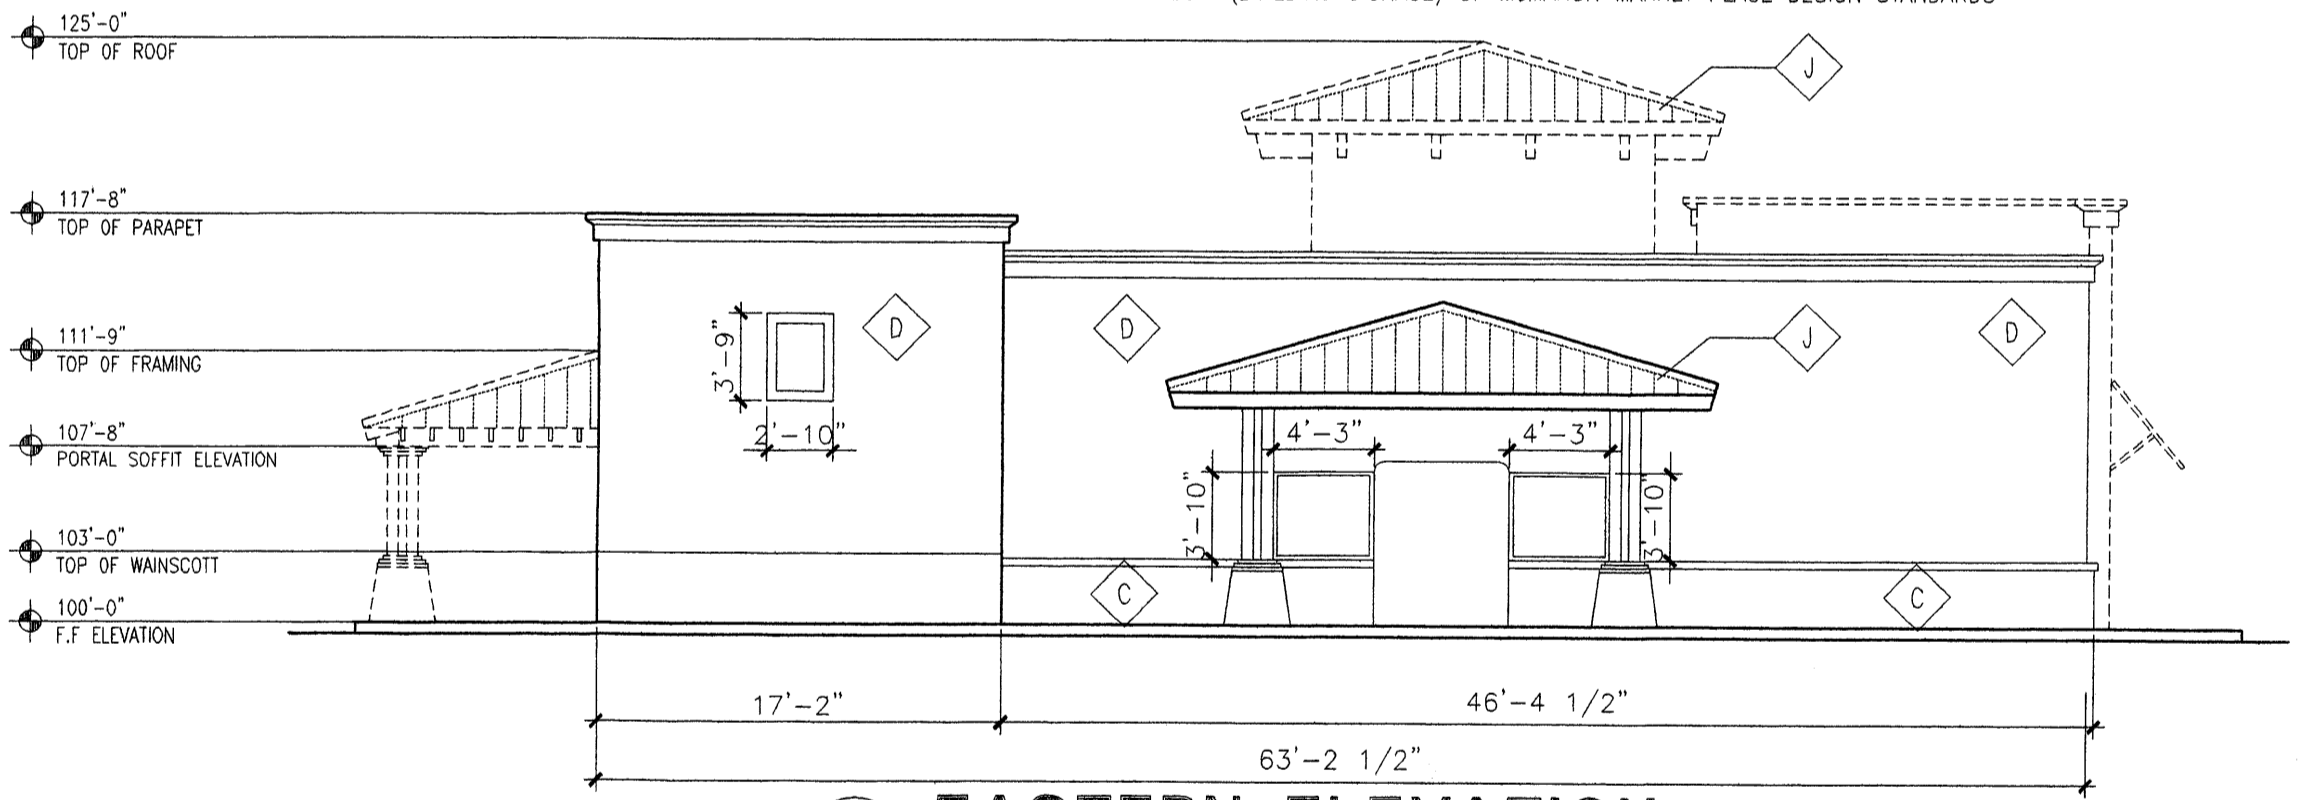 125'-0"
TOP OF ROOF
J
117'-8"
TOP OF PARAPET
D
D
D
3'-9"
111'-9"
TOP OF FRAMING
J
2'-10"
4'-3"
4'-3"
107'-8"
PORTAL SOFFIT ELEVATION
3'-10"
3'-10"
103'-0"
TOP OF WAINSCOTT
C
C
100'-0"
F.F ELEVATION
17'-2"
46'-4 1/2"
63'-2 1/2"
EASTERN ELEVATION